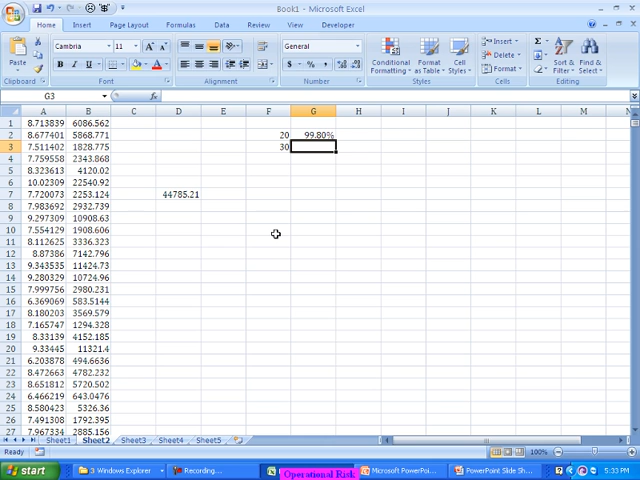 Book1 - Microsoft Excel
Home Insert Page Layout Formulas Data Review View Developer
Cambria 11 General
Paste
Conditional Formatting Format as Table Cell Styles
Insert
Delete
Format
Clipboard Font Alignment Number Styles Cells Editing
G3
A B C D E F G H I J K L M N
1 8.713839 6086.562
2 8.677401 5868.771 20 99.80%
3 7.511402 1828.775 30
4 7.759558 2343.868
5 8.323613 4120.02
6 10.02309 22540.92
7 7.720073 2253.124 44785.21
8 7.983692 2932.739
9 9.297309 10908.63
10 7.554129 1908.606
11 8.112625 3336.323
12 8.87386 7142.796
13 9.343535 11424.73
14 9.280329 10724.96
15 7.999756 2980.231
16 6.369069 583.5144
17 8.180203 3569.579
18 7.165747 1294.328
19 8.33139 4152.185
20 9.33445 11321.4
21 6.203878 494.6636
22 8.472663 4782.232
23 8.651812 5720.502
24 6.466219 643.0476
25 8.580423 5326.36
26 7.491308 1792.395
27 7.967334 2885.156
Sheet1 Sheet2 Sheet3 Sheet4 Sheet5
Ready 100%
start 3 Windows Explorer Recording... Operational Risk Microsoft PowerPo... PowerPoint Slide Sh... 5:33 PM